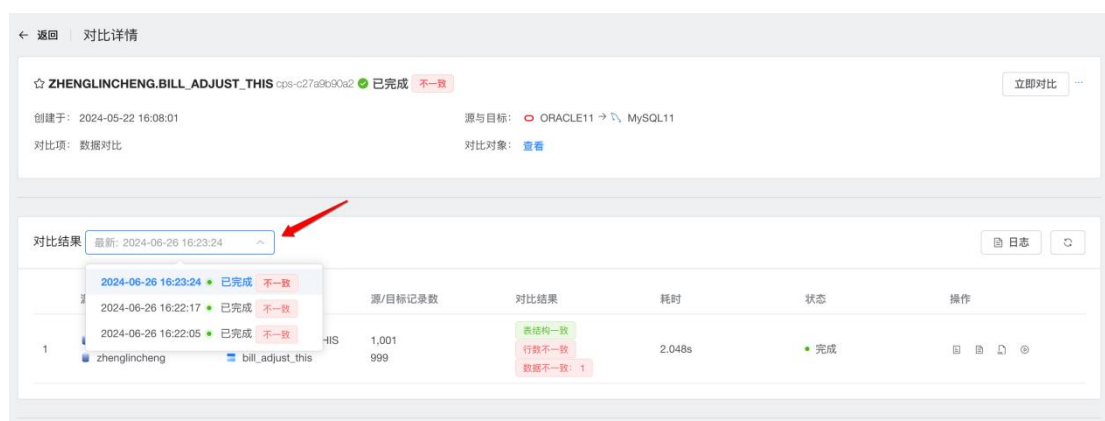 ← 返回 对比详情
☆ ZHENGLINCHENG.BILL_ADJUST_THIS cps-c27a9b90a2 已完成 不一致 立即对比 ...
创建于: 2024-05-22 16:08:01 源与目标: ORACLE11 → MySQL11
对比项: 数据对比 对比对象: 查看
对比结果 最新: 2024-06-26 16:23:24 日志
2024-06-26 16:23:24 已完成 不一致
源/目标记录数 对比结果 耗时 状态 操作
2024-06-26 16:22:17 已完成 不一致
2024-06-26 16:22:05 已完成 不一致
表结构一致
HIS 1,001
1 行数不一致 2.048s 完成
zhenglincheng bill_adjust_this 999
数据不一致: 1